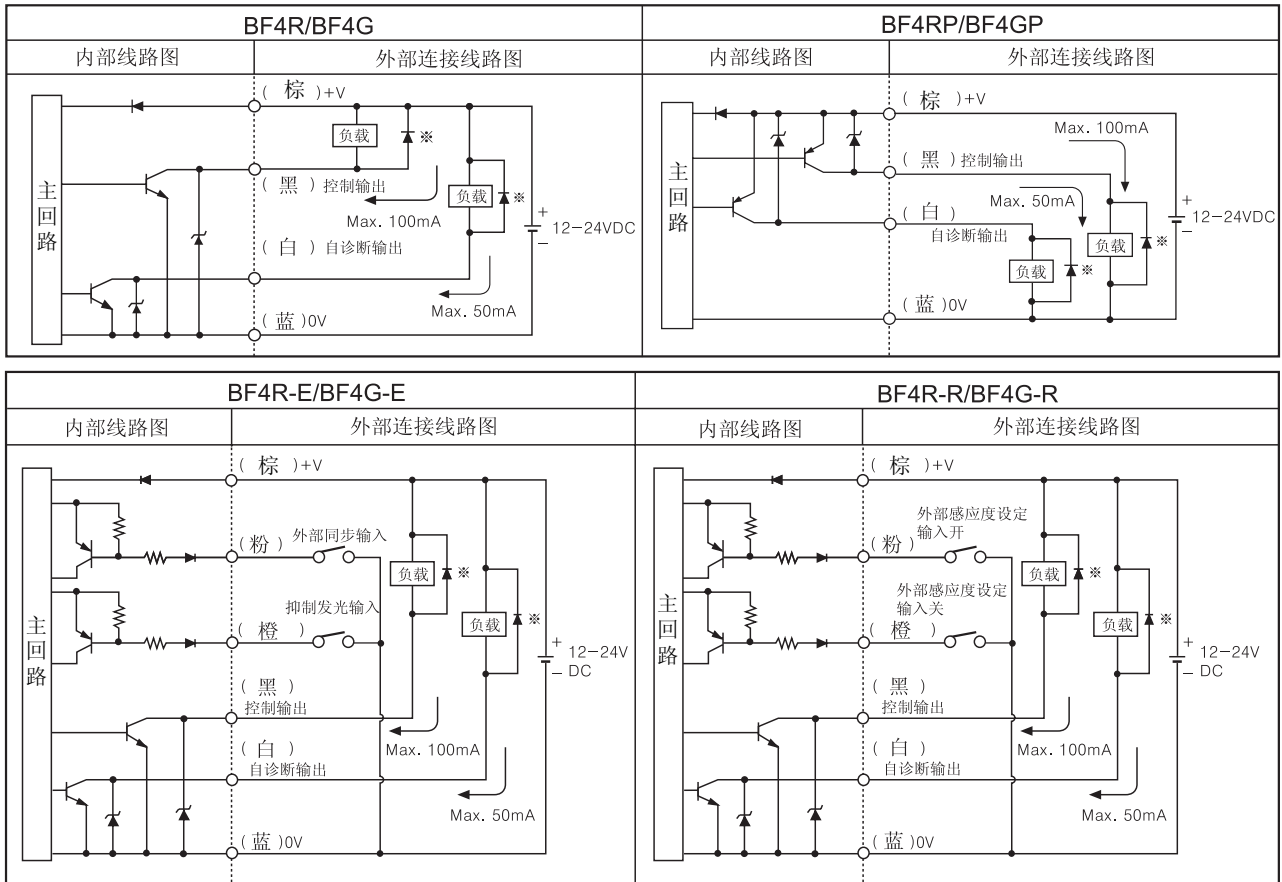 BF4R/BF4G
内部线路图
外部连接线路图
主回路
( 棕 )+V
负载
※
( 黑 ) 控制输出
Max. 100mA
负载
※
( 白 ) 自诊断输出
Max. 50mA
( 蓝 )0V
+
12-24VDC
−
BF4RP/BF4GP
内部线路图
外部连接线路图
主回路
( 棕 )+V
Max. 100mA
( 黑 ) 控制输出
Max. 50mA
( 白 )
自诊断输出
负载
※
负载
※
( 蓝 )0V
+
12-24VDC
−
BF4R-E/BF4G-E
内部线路图
外部连接线路图
主回路
( 棕 )+V
外部同步输入
( 粉 )
负载
※
抑制发光输入
( 橙 )
负载
※
( 黑 )
控制输出
Max. 100mA
( 白 )
自诊断输出
Max. 50mA
( 蓝 )0V
+ 12-24V
− DC
BF4R-R/BF4G-R
内部线路图
外部连接线路图
主回路
( 棕 )+V
外部感应度设定
输入开
( 粉 )
负载
※
外部感应度设定
输入关
( 橙 )
负载
※
( 黑 )
控制输出
Max. 100mA
( 白 )
自诊断输出
Max. 50mA
( 蓝 )0V
+ 12-24V
− DC